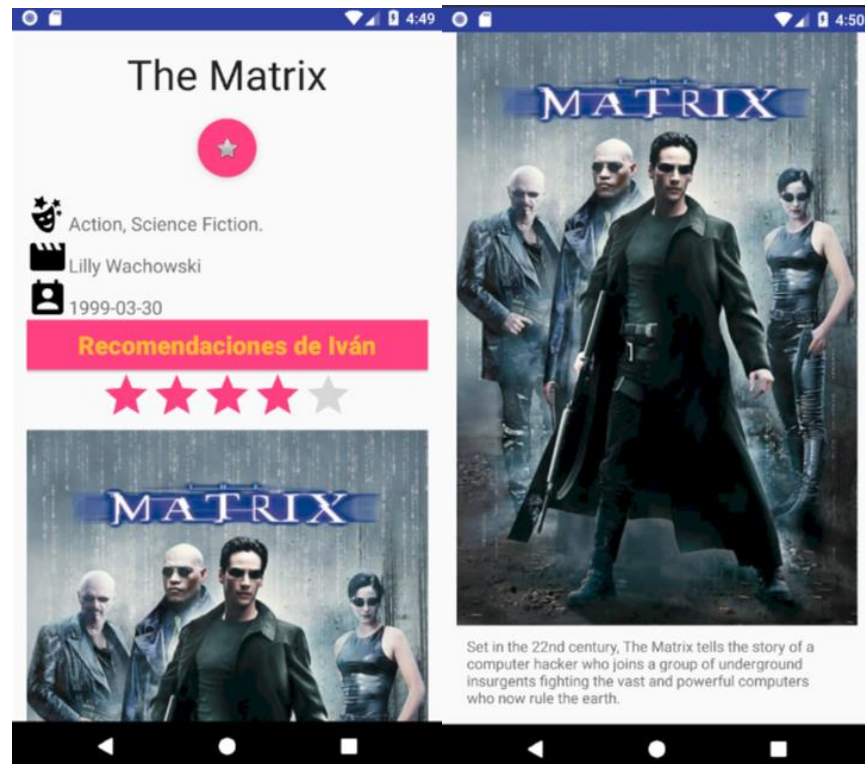 4:49
The Matrix
Action, Science Fiction.
Lilly Wachowski
1999-03-30
Recomendaciones de Iván
THE
MATRIX
4:50
THE
MATRIX
Set in the 22nd century, The Matrix tells the story of a
computer hacker who joins a group of underground
insurgents fighting the vast and powerful computers
who now rule the earth.